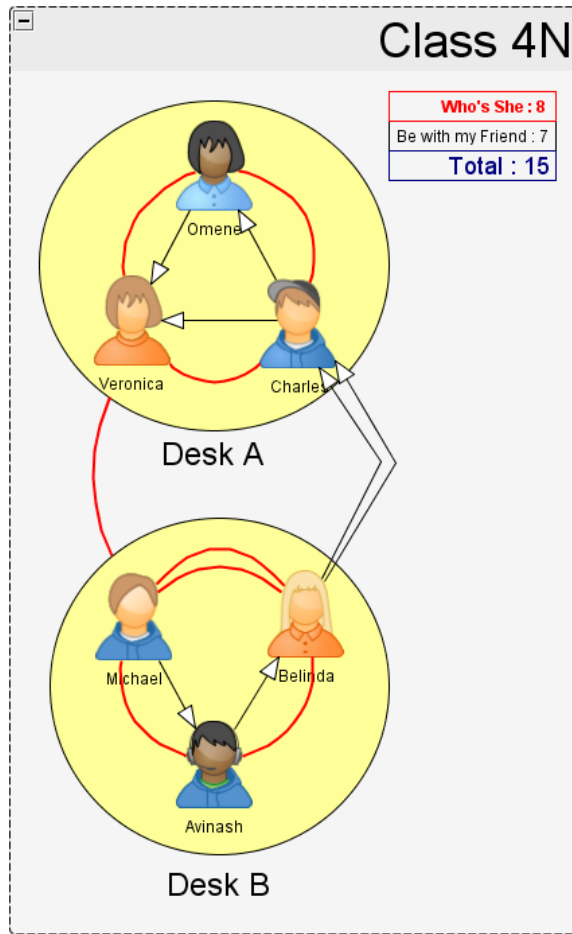 Class 4N
Who's She : 8
Be with my Friend : 7
Total : 15
Omene
Veronica
Charles
Desk A
Michael
Belinda
Avinash
Desk B